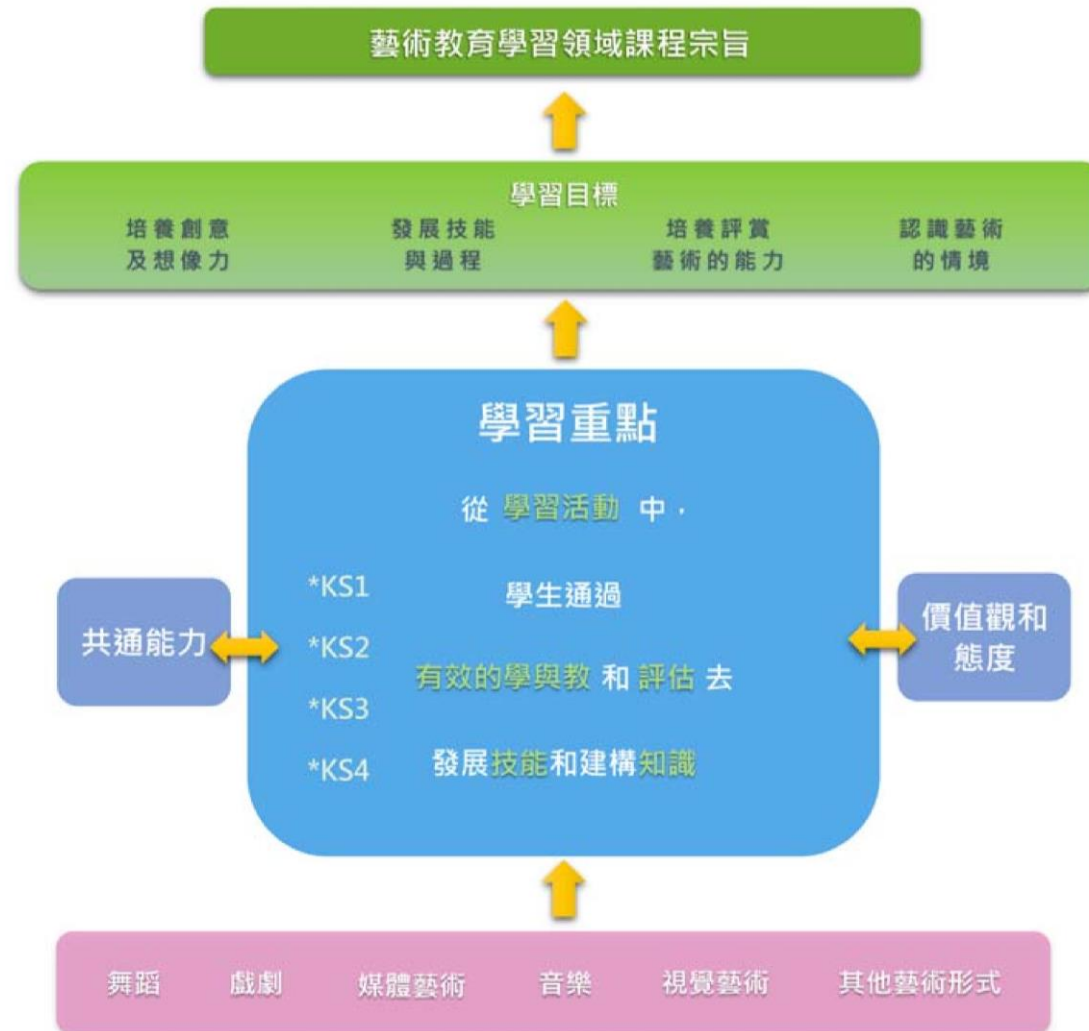 藝術教育學習領域課程宗旨
學習目標
培養創意
及想像力
發展技能
與過程
培養評賞
藝術的能力
認識藝術
的情境
學習重點
從 學習活動 中，
*KS1
*KS2
*KS3
*KS4
學生通過
有效的學與教 和 評估 去
發展技能和建構知識
共通能力
價值觀和
態度
舞蹈 戲劇 媒體藝術 音樂 視覺藝術 其他藝術形式